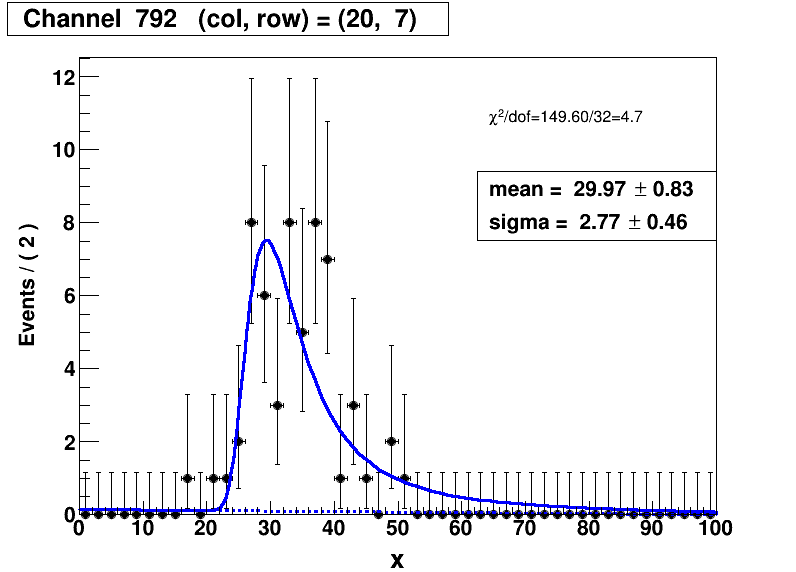 Channel 792 (col, row) = (20, 7)
χ²/dof=149.60/32=4.7
mean = 29.97 ± 0.83
sigma = 2.77 ± 0.46
Events / ( 2 )
12
10
8
6
4
2
0
0 10 20 30 40 50 60 70 80 90 100
x